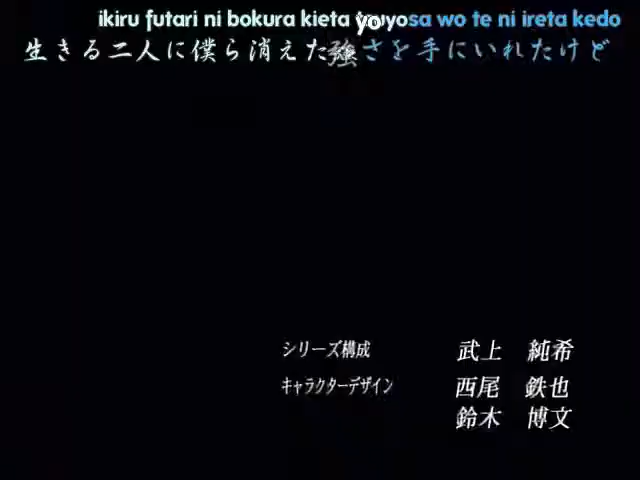 ikiru futari ni bokura kieta tsuyosa wo te ni ireta kedo
生きる二人に僕ら消えた強さを手にいれたけど
シリーズ構成 武上 純希
キャラクターデザイン 西尾 鉄也
鈴木 博文